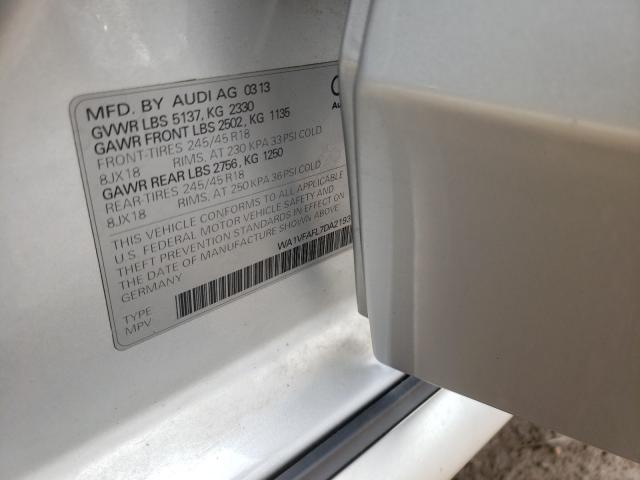 MFD. BY AUDI AG 03 13
GVWR LBS 5137, KG 2330
GAWR FRONT LBS 2502, KG 1135
FRONT-TIRES 245/45 R18
8JX18 RIMS, AT 230 KPA 33 PSI COLD
GAWR REAR LBS 2756, KG 1250
REAR-TIRES 245/45 R18
8JX18 RIMS, AT 250 KPA 36 PSI COLD
THIS VEHICLE CONFORMS TO ALL APPLICABLE
U.S. FEDERAL MOTOR VEHICLE SAFETY AND
THEFT PREVENTION STANDARDS IN EFFECT ON
THE DATE OF MANUFACTURE SHOWN ABOVE
GERMANY WA1VFAFL7DA2193
TYPE
MPV